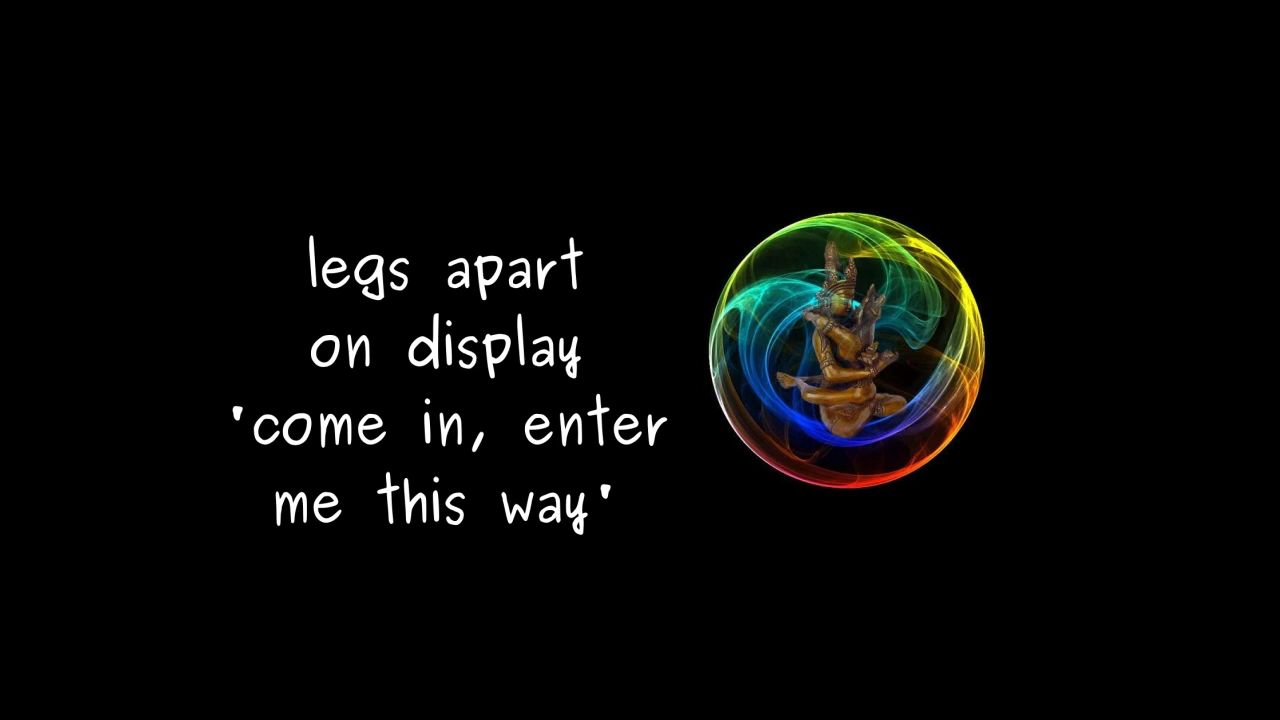 legs apart
on display
'come in, enter
me this way'